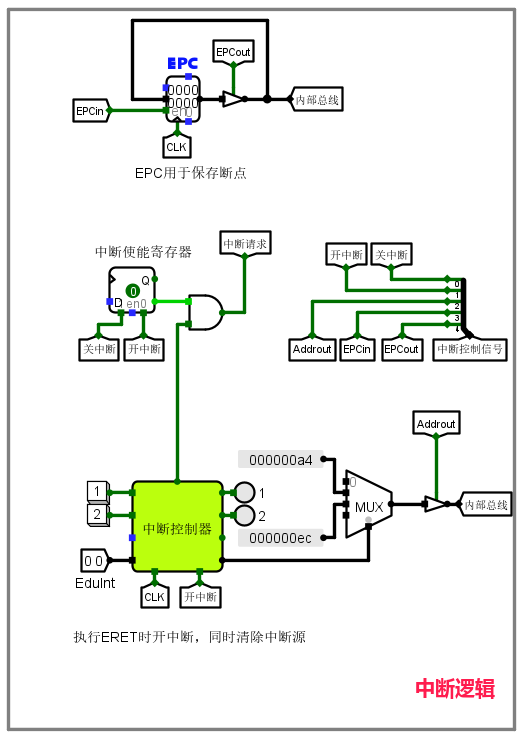 EPCout
EPC
0000
0000
en0
内部总线
EPCin
CLK
EPC用于保存断点
中断使能寄存器
中断请求
开中断
关中断
Q
0
D
en0
0
1
2
3
4
关中断
开中断
Addrout
EPCin
EPCout
中断控制信号
Addrout
000000a4
0
1
1
MUX
内部总线
2
中断控制器
2
000000ec
0 0
EduInt
CLK
开中断
执行ERET时开中断，同时清除中断源
中断逻辑